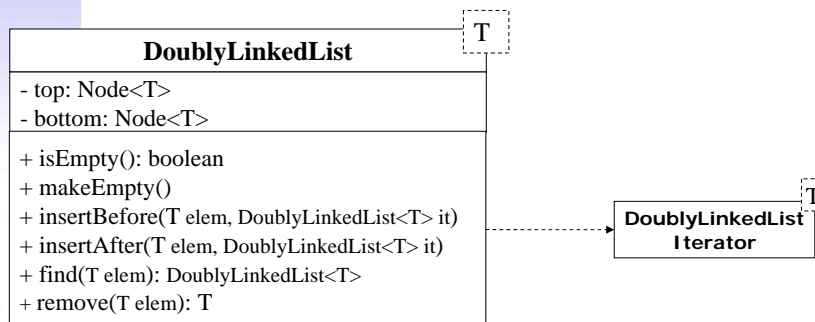 T
DoublyLinkedList
- top: Node<T>
- bottom: Node<T>
+ isEmpty(): boolean
+ makeEmpty()
+ insertBefore(T elem, DoublyLinkedList<T> it)
+ insertAfter(T elem, DoublyLinkedList<T> it)
+ find(T elem): DoublyLinkedList<T>
+ remove(T elem): T
T
DoublyLinkedList
Iterator